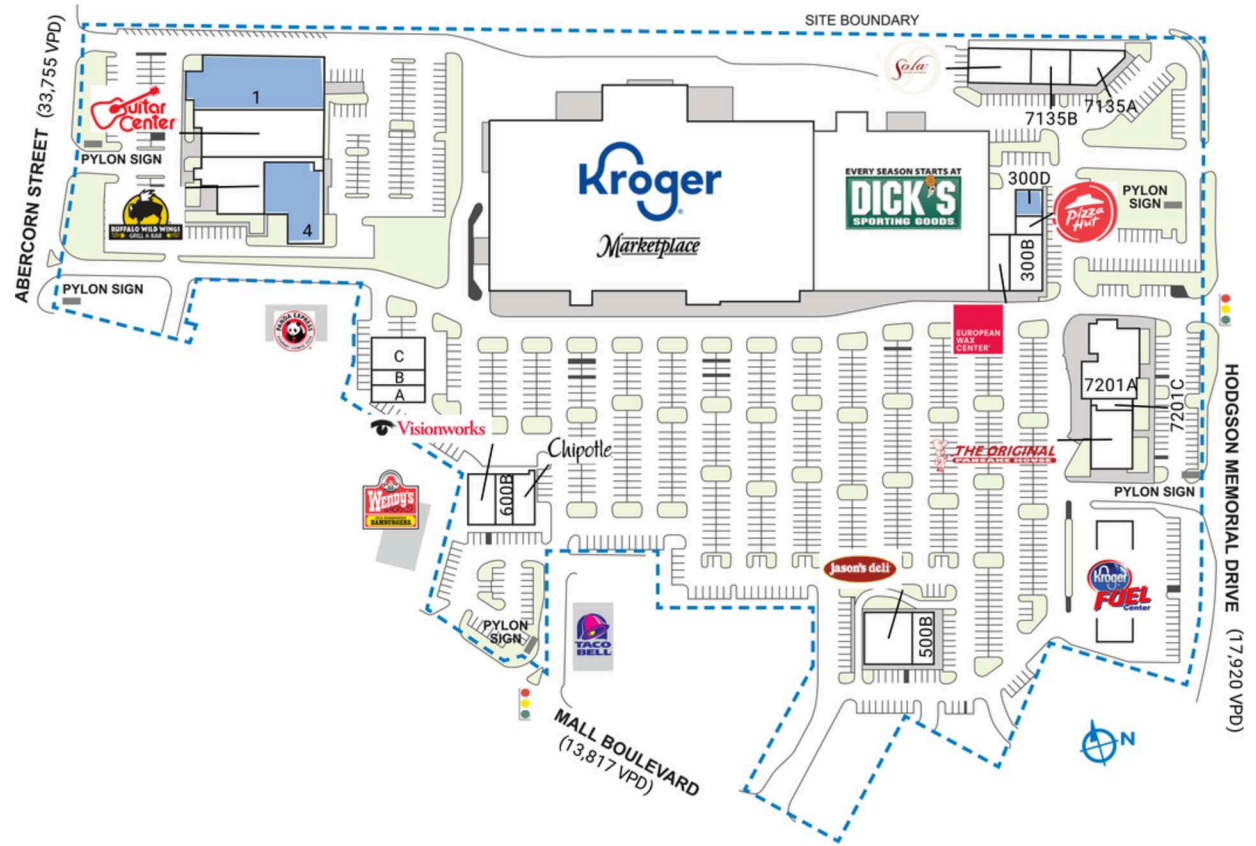 SITE BOUNDARY
ABERCORN STREET (33,755 VPD)
Guitar
Center
PYLON SIGN
1
BUFFALO WILD WINGS
GRILL & BAR
4
PYLON SIGN
Kroger
Marketplace
EVERY SEASON STARTS AT
DICK'S
SPORTING GOODS
Sola
7135B
7135A
300D
Pizza
Hut
PYLON
SIGN
300B
EUROPEAN
WAX
CENTER
PANDA EXPRESS
C
B
A
Visionworks
Chipotle
600B
Wendy's
HAMBURGERS
PYLON
SIGN
TACO
BELL
MALL BOULEVARD
(13,817 VPD)
Jason's deli
500B
7201A
7201C
THE ORIGINAL
PANCAKE HOUSE
PYLON SIGN
Kroger
FUEL
Center
HODGSON MEMORIAL DRIVE (17,920 VPD)
N